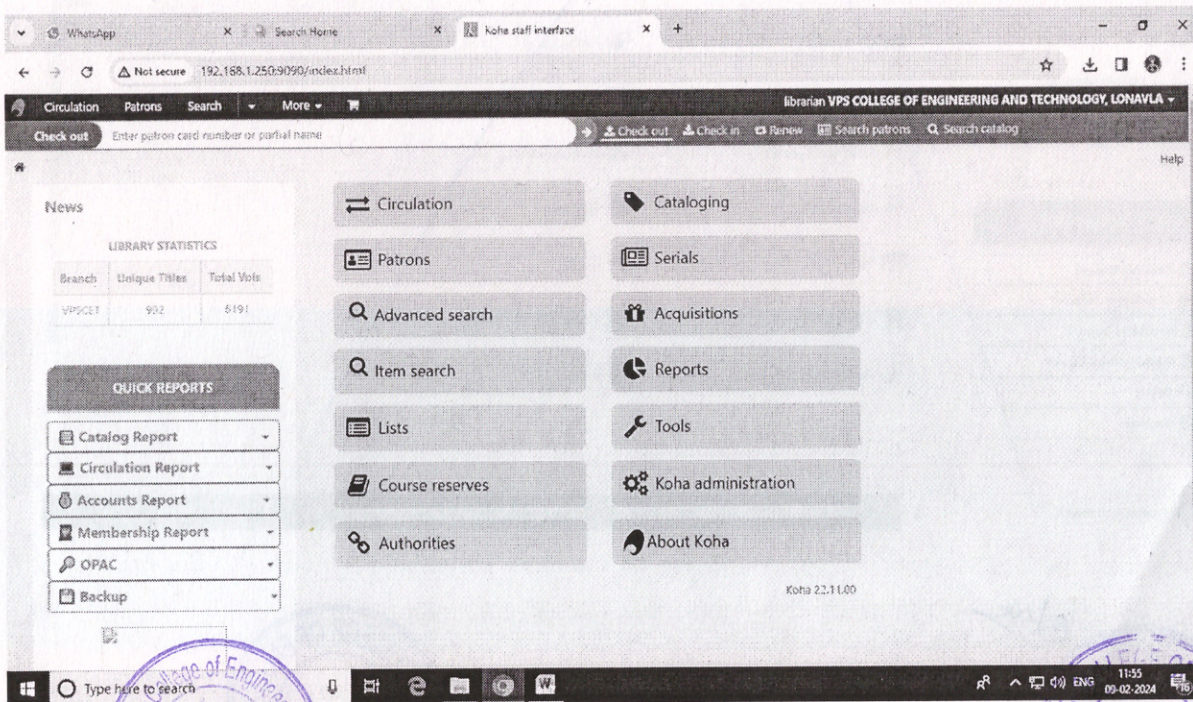 WhatsApp Search Home Koha staff interface
Not secure 192.168.1.250:9090/index.html
Circulation Patrons Search More librarian VPS COLLEGE OF ENGINEERING AND TECHNOLOGY, LONAVLA
Check out Enter patron card number or partial name Check out Check in Renew Search patrons Search catalog
Help
News
LIBRARY STATISTICS
Branch Unique Titles Total Vols
VPSCET 992 6191
QUICK REPORTS
Catalog Report
Circulation Report
Accounts Report
Membership Report
OPAC
Backup
Circulation
Patrons
Advanced search
Item search
Lists
Course reserves
Authorities
Cataloging
Serials
Acquisitions
Reports
Tools
Koha administration
About Koha
Koha 22.11.00
College of Engine
Type here to search
ENG 11:55
09-02-2024